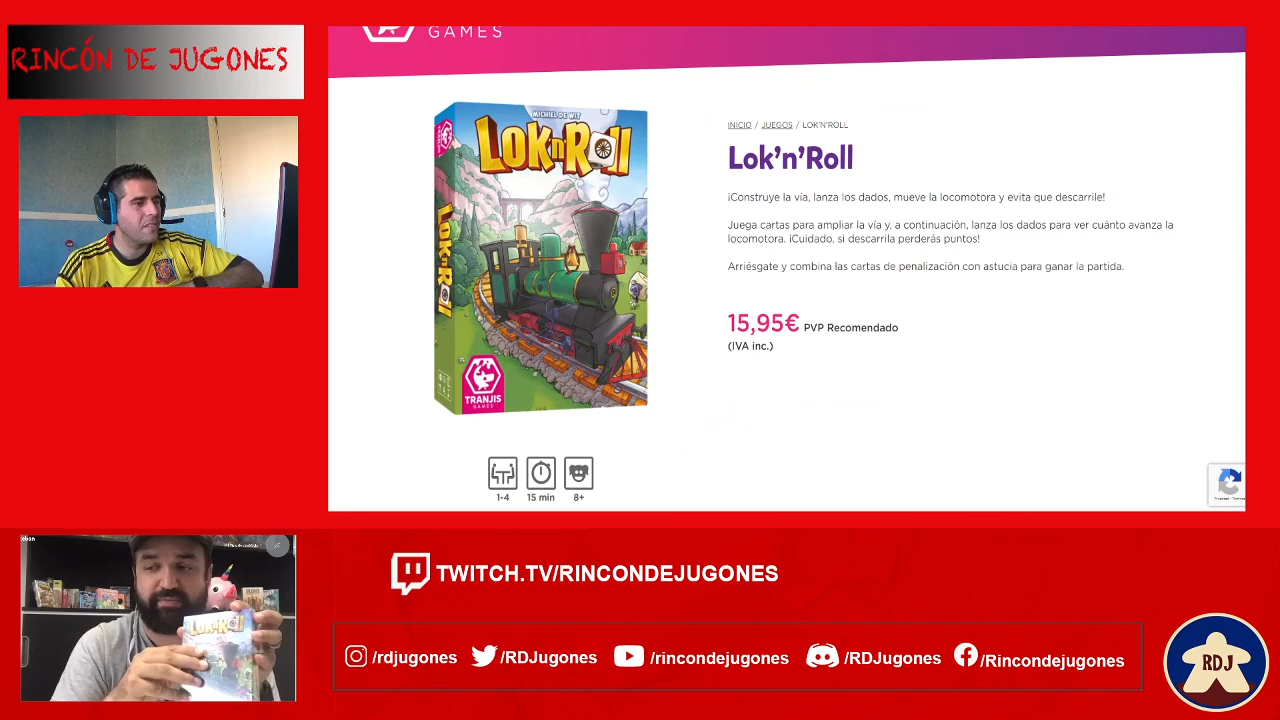 RINCÓN DE JUGONES
GAMES
MICHIEL DE WIT
LOK'N'ROLL
LOK'N'ROLL
TRANJIS
GAMES
1-4
15 min
8+
INICIO / JUEGOS / LOK'N'ROLL
Lok'n'Roll
¡Construye la vía, lanza los dados, mueve la locomotora y evita que descarrile!
Juega cartas para ampliar la vía y, a continuación, lanza los dados para ver cuánto avanza la
locomotora. ¡Cuidado, si descarrila perderás puntos!
Arriésgate y combina las cartas de penalización con astucia para ganar la partida.
15,95€ PVP Recomendado
(IVA inc.)
LOK'N'ROLL
TWITCH.TV/RINCONDEJUGONES
/rdjugones
/RDJugones
/rincondejugones
/RDJugones
/Rincondejugones
RDJ